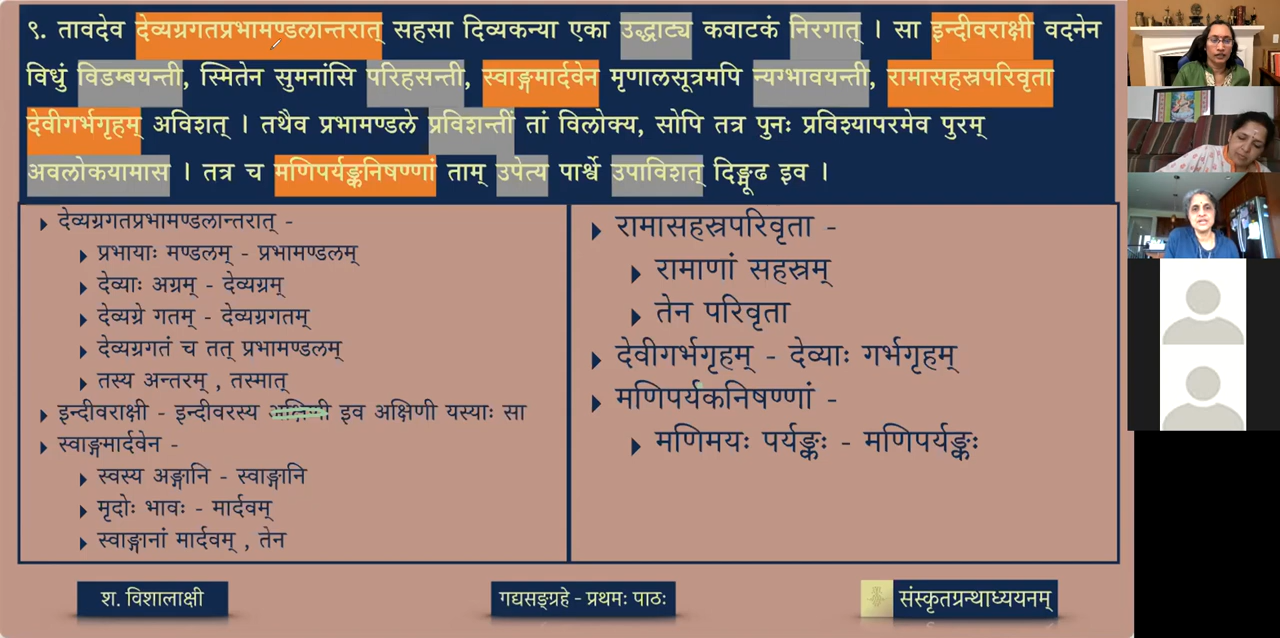 ९. तावदेव देव्यग्रगतप्रभामण्डलान्तरात् सहसा दिव्यकन्या एका उद्धाट्य कवाटकं निरगात् । सा इन्दीवराक्षी वदनेन
विधुं विडम्बयन्ती, स्मितेन सुमनांसि परिहसन्ती, स्वाङ्गमार्दवेन मृणालसूत्रमपि न्यग्भावयन्ती, रामासहस्रपरिवृता
देवीगर्भगृहम् अविशत् । तथैव प्रभामण्डले प्रविशन्तीं तां विलोक्य, सोपि तत्र पुनः प्रविश्यापरमेव पुरम्
अवलोकयामास । तत्र च मणिपर्यङ्कनिषण्णां ताम् उपेत्य पार्श्वे उपाविशत् दिङ्मूढ इव ।
देव्यग्रगतप्रभामण्डलान्तरात् -
प्रभायाः मण्डलम् - प्रभामण्डलम्
देव्याः अग्रम् - देव्यग्रम्
देव्यग्रे गतम् - देव्यग्रगतम्
देव्यग्रगतं च तत् प्रभामण्डलम्
तस्य अन्तरम् , तस्मात्
इन्दीवराक्षी - इन्दीवरस्य अक्षिणी इव अक्षिणी यस्याः सा
स्वाङ्गमार्दवेन -
स्वस्य अङ्गानि - स्वाङ्गानि
मृदोः भावः - मार्दवम्
स्वाङ्गानां मार्दवम् , तेन
रामासहस्रपरिवृता -
रामाणां सहस्रम्
तेन परिवृता
देवीगर्भगृहम् - देव्याः गर्भगृहम्
मणिपर्यकनिषण्णां -
मणिमयः पर्यङ्कः - मणिपर्यङ्कः
श. विशालाक्षी
गद्यसङ्ग्रहे - प्रथमः पाठः
संस्कृतग्रन्थाध्ययनम्